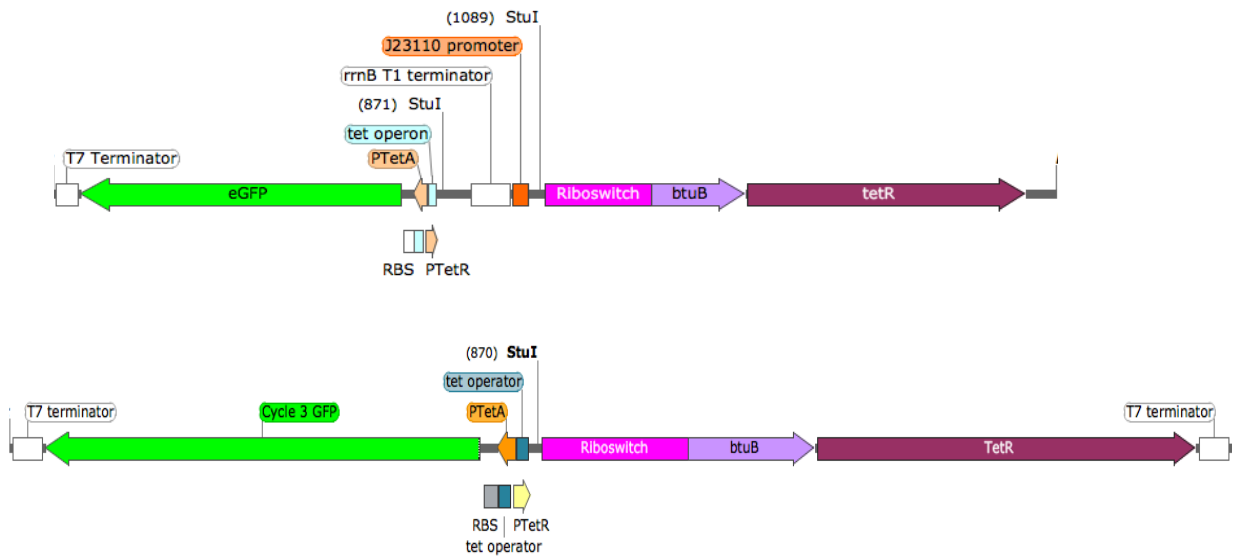 (1089) StuI
J23110 promoter
rrnB T1 terminator
(871) StuI
tet operon
T7 Terminator
PTetA
eGFP
Riboswitch
btuB
tetR
RBS PTetR
(870) StuI
tet operator
T7 terminator
Cycle 3 GFP
PTetA
T7 terminator
Riboswitch
btuB
TetR
RBS PTetR
tet operator